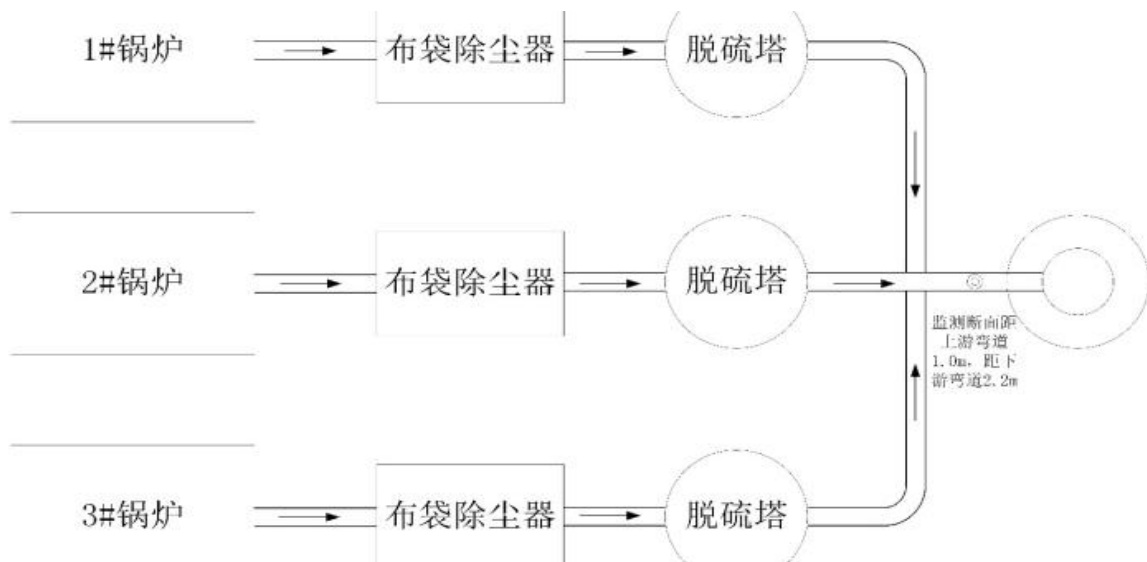 1#锅炉
布袋除尘器
脱硫塔
2#锅炉
布袋除尘器
脱硫塔
监测断面距
上游弯道
1.0m，距下
游弯道2.2m
3#锅炉
布袋除尘器
脱硫塔